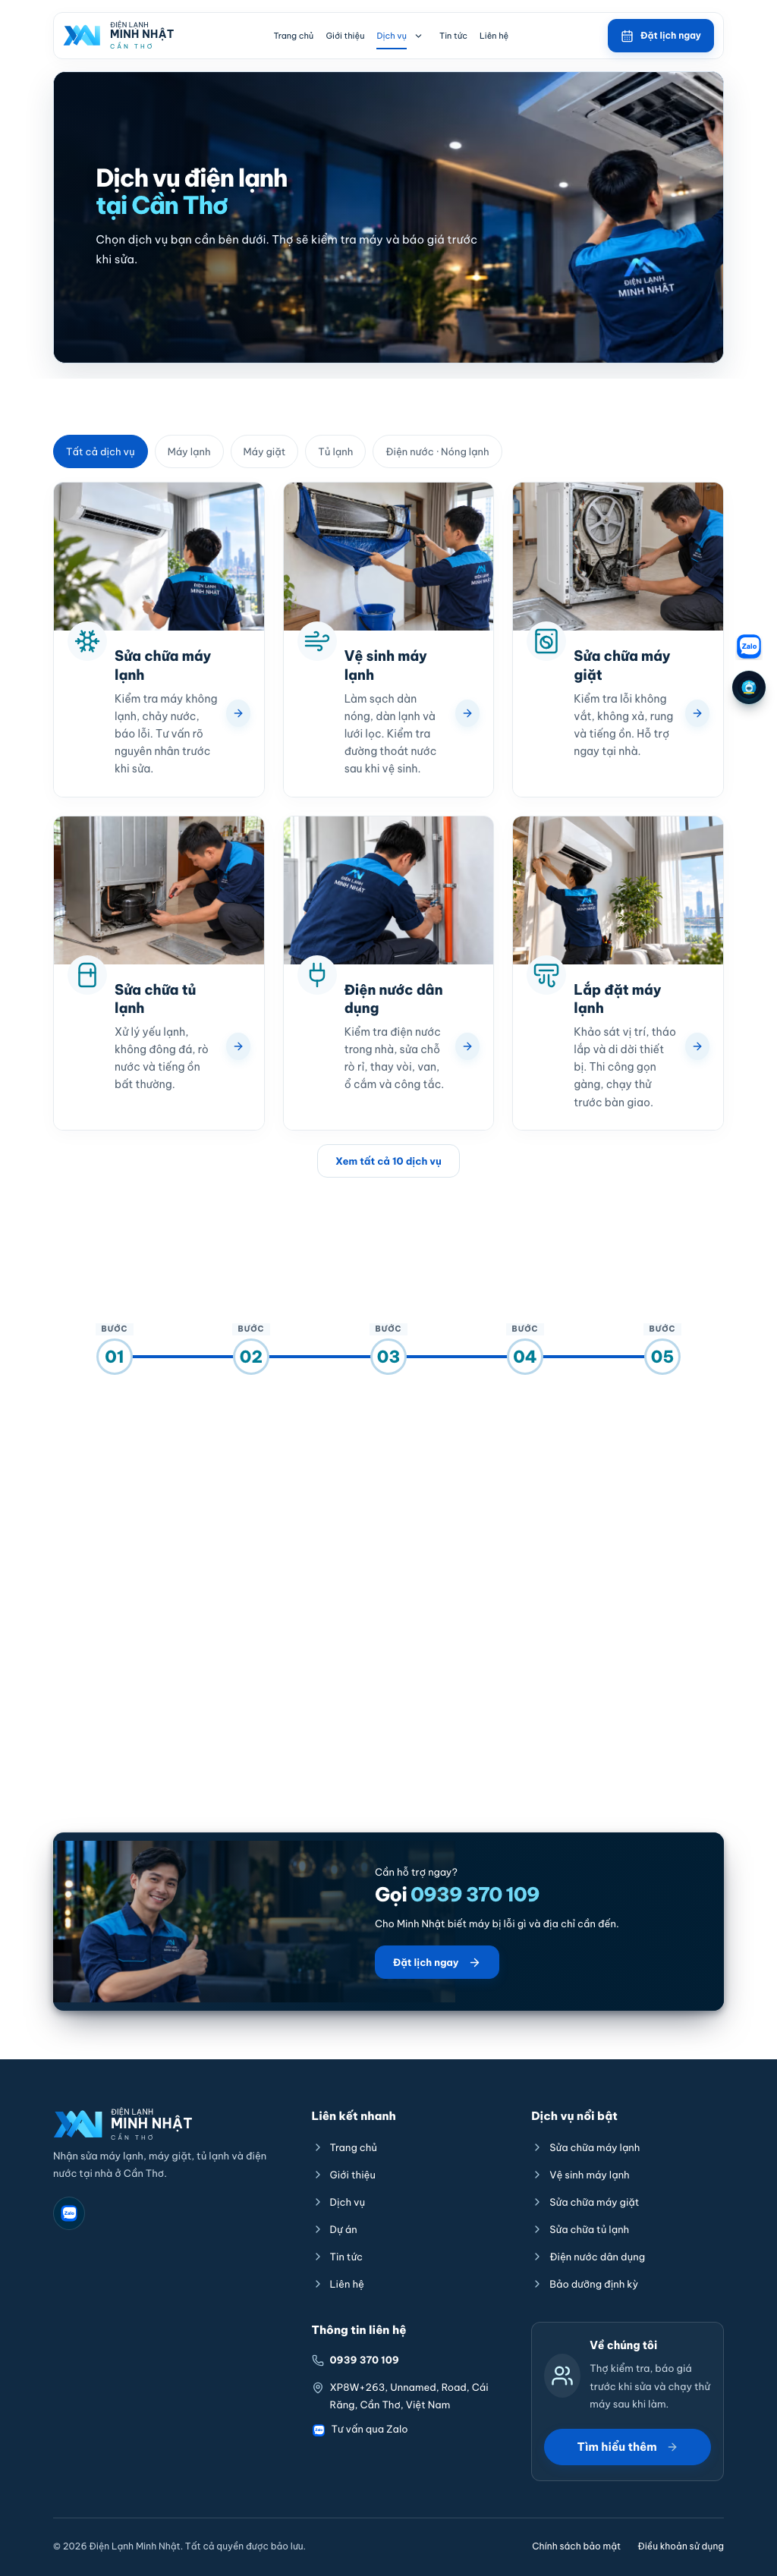 ĐIỆN LẠNH
MINH NHẬT
CẦN THƠ
Trang chủ
Giới thiệu
Dịch vụ
Tin tức
Liên hệ
Đặt lịch ngay
Dịch vụ điện lạnh
tại Cần Thơ
Chọn dịch vụ bạn cần bên dưới. Thợ sẽ kiểm tra máy và báo giá trước
khi sửa.
ĐIỆN LẠNH
MINH NHẬT
Tất cả dịch vụ
Máy lạnh
Máy giặt
Tủ lạnh
Điện nước · Nóng lạnh
ĐIỆN LẠNH
MINH NHẬT
Sửa chữa máy
lạnh
Kiểm tra máy không
lạnh, chảy nước,
báo lỗi. Tư vấn rõ
nguyên nhân trước
khi sửa.
Vệ sinh máy
lạnh
Làm sạch dàn
nóng, dàn lạnh và
lưới lọc. Kiểm tra
đường thoát nước
sau khi vệ sinh.
Sửa chữa máy
giặt
Kiểm tra lỗi không
vắt, không xả, rung
và tiếng ồn. Hỗ trợ
ngay tại nhà.
Zalo
Sửa chữa tủ
lạnh
Xử lý yếu lạnh,
không đông đá, rò
nước và tiếng ồn
bất thường.
ĐIỆN LẠNH
MINH NHẬT
Điện nước dân
dụng
Kiểm tra điện nước
trong nhà, sửa chỗ
rò rỉ, thay vòi, van,
ổ cắm và công tắc.
Lắp đặt máy
lạnh
Khảo sát vị trí, tháo
lắp và di dời thiết
bị. Thi công gọn
gàng, chạy thử
trước bàn giao.
Xem tất cả 10 dịch vụ
BƯỚC
01
BƯỚC
02
BƯỚC
03
BƯỚC
04
BƯỚC
05
Cần hỗ trợ ngay?
Gọi 0939 370 109
Cho Minh Nhật biết máy bị lỗi gì và địa chỉ cần đến.
Đặt lịch ngay
ĐIỆN LẠNH
MINH NHẬT
CẦN THƠ
Nhận sửa máy lạnh, máy giặt, tủ lạnh và điện
nước tại nhà ở Cần Thơ.
Zalo
Liên kết nhanh
Trang chủ
Giới thiệu
Dịch vụ
Dự án
Tin tức
Liên hệ
Dịch vụ nổi bật
Sửa chữa máy lạnh
Vệ sinh máy lạnh
Sửa chữa máy giặt
Sửa chữa tủ lạnh
Điện nước dân dụng
Bảo dưỡng định kỳ
Thông tin liên hệ
0939 370 109
XP8W+263, Unnamed, Road, Cái
Răng, Cần Thơ, Việt Nam
Tư vấn qua Zalo
Về chúng tôi
Thợ kiểm tra, báo giá
trước khi sửa và chạy thử
máy sau khi làm.
Tìm hiểu thêm
© 2026 Điện Lạnh Minh Nhật. Tất cả quyền được bảo lưu.
Chính sách bảo mật
Điều khoản sử dụng